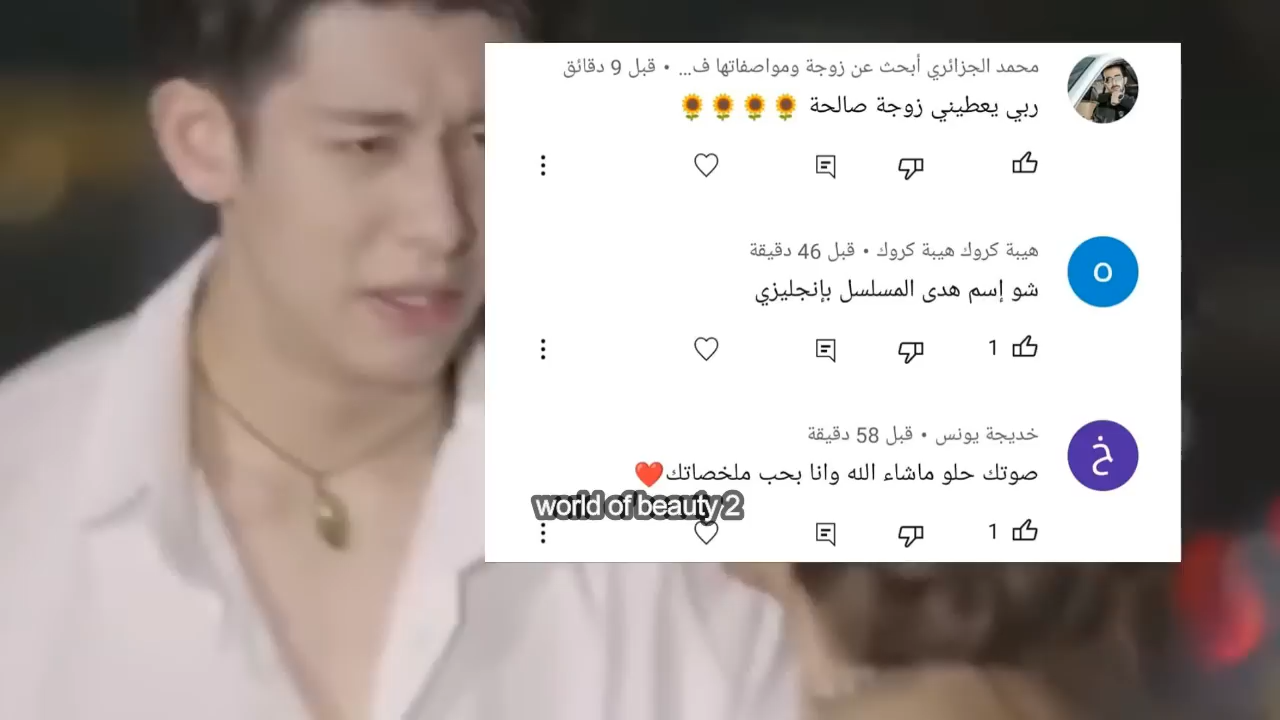 محمد الجزائري أبحث عن زوجة ومواصفاتها ف... • قبل 9 دقائق
ربي يعطيني زوجة صالحة 🌻🌻🌻🌻
هيبة كروك هيبة كروك • قبل 46 دقيقة
o
شو إسم هدى المسلسل بإنجليزي
1
خديجة يونس • قبل 58 دقيقة
خ
صوتك حلو ماشاء الله وانا بحب ملخصاتك❤️
world of beauty 2
1